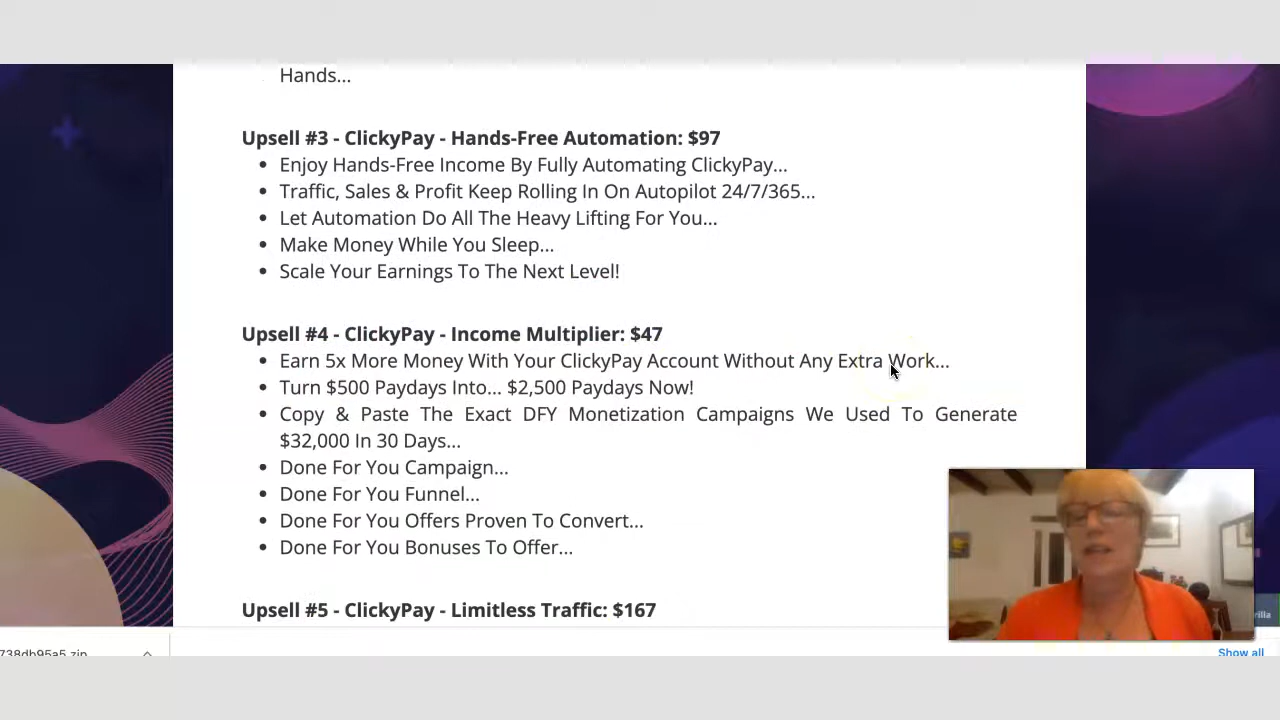 Hands...
Upsell #3 - ClickyPay - Hands-Free Automation: $97
• Enjoy Hands-Free Income By Fully Automating ClickyPay...
• Traffic, Sales & Profit Keep Rolling In On Autopilot 24/7/365...
• Let Automation Do All The Heavy Lifting For You...
• Make Money While You Sleep...
• Scale Your Earnings To The Next Level!
Upsell #4 - ClickyPay - Income Multiplier: $47
• Earn 5x More Money With Your ClickyPay Account Without Any Extra Work...
• Turn $500 Paydays Into... $2,500 Paydays Now!
• Copy & Paste The Exact DFY Monetization Campaigns We Used To Generate
$32,000 In 30 Days...
• Done For You Campaign...
• Done For You Funnel...
• Done For You Offers Proven To Convert...
• Done For You Bonuses To Offer...
Upsell #5 - ClickyPay - Limitless Traffic: $167
rilla
738db95a5.zip
Show all